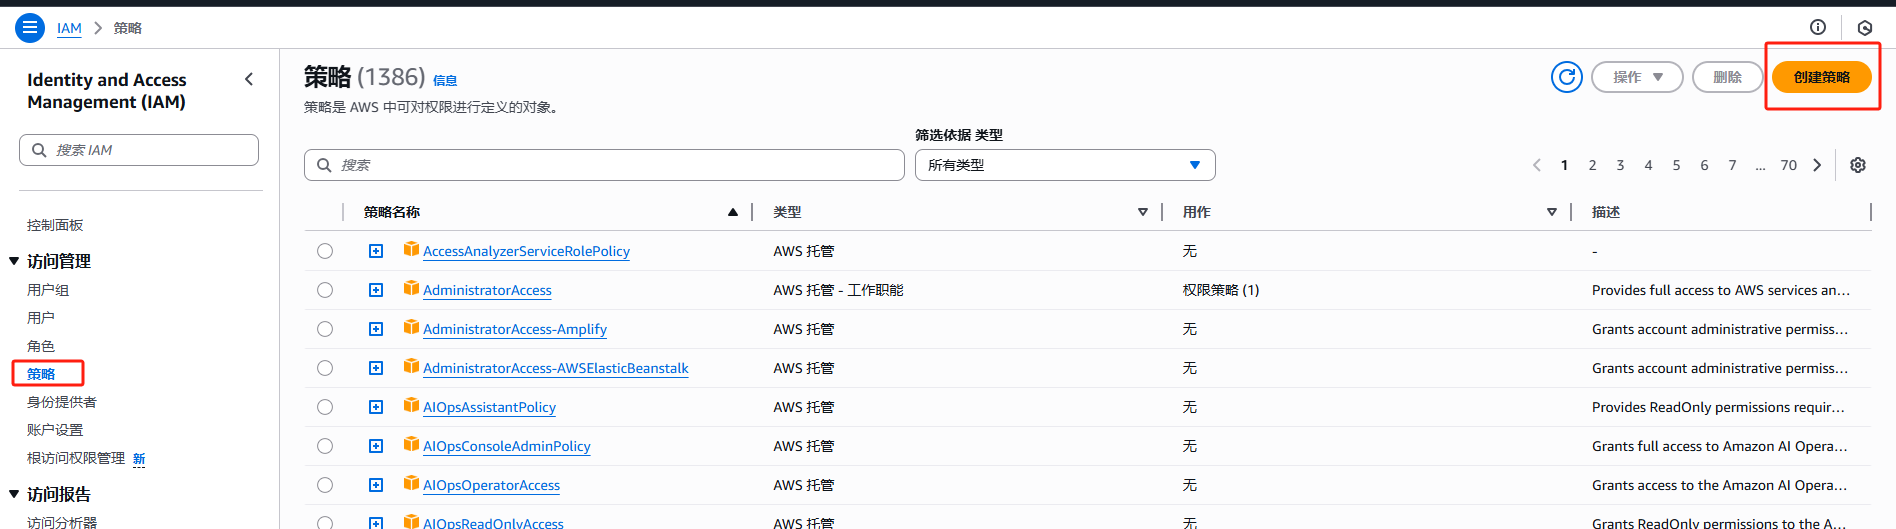 IAM > 策略
Identity and Access
Management (IAM)
搜索 IAM
控制面板
访问管理
用户组
用户
角色
策略
身份提供者
账户设置
根访问权限管理 新
访问报告
访问分析器
策略 (1386) 信息
操作 删除 创建策略
策略是 AWS 中可对权限进行定义的对象。
筛选依据 类型
搜索 所有类型 1 2 3 4 5 6 7 ... 70
策略名称 类型 用作 描述
AccessAnalyzerServiceRolePolicy AWS 托管 无 -
AdministratorAccess AWS 托管 - 工作职能 权限策略 (1) Provides full access to AWS services an...
AdministratorAccess-Amplify AWS 托管 无 Grants account administrative permiss...
AdministratorAccess-AWSElasticBeanstalk AWS 托管 无 Grants account administrative permiss...
AIOpsAssistantPolicy AWS 托管 无 Provides ReadOnly permissions requir...
AIOpsConsoleAdminPolicy AWS 托管 无 Grants full access to Amazon AI Opera...
AIOpsOperatorAccess AWS 托管 无 Grants access to the Amazon AI Opera...
AIOpsReadOnlyAccess AWS 托管 无 Grants ReadOnly permissions to the A...